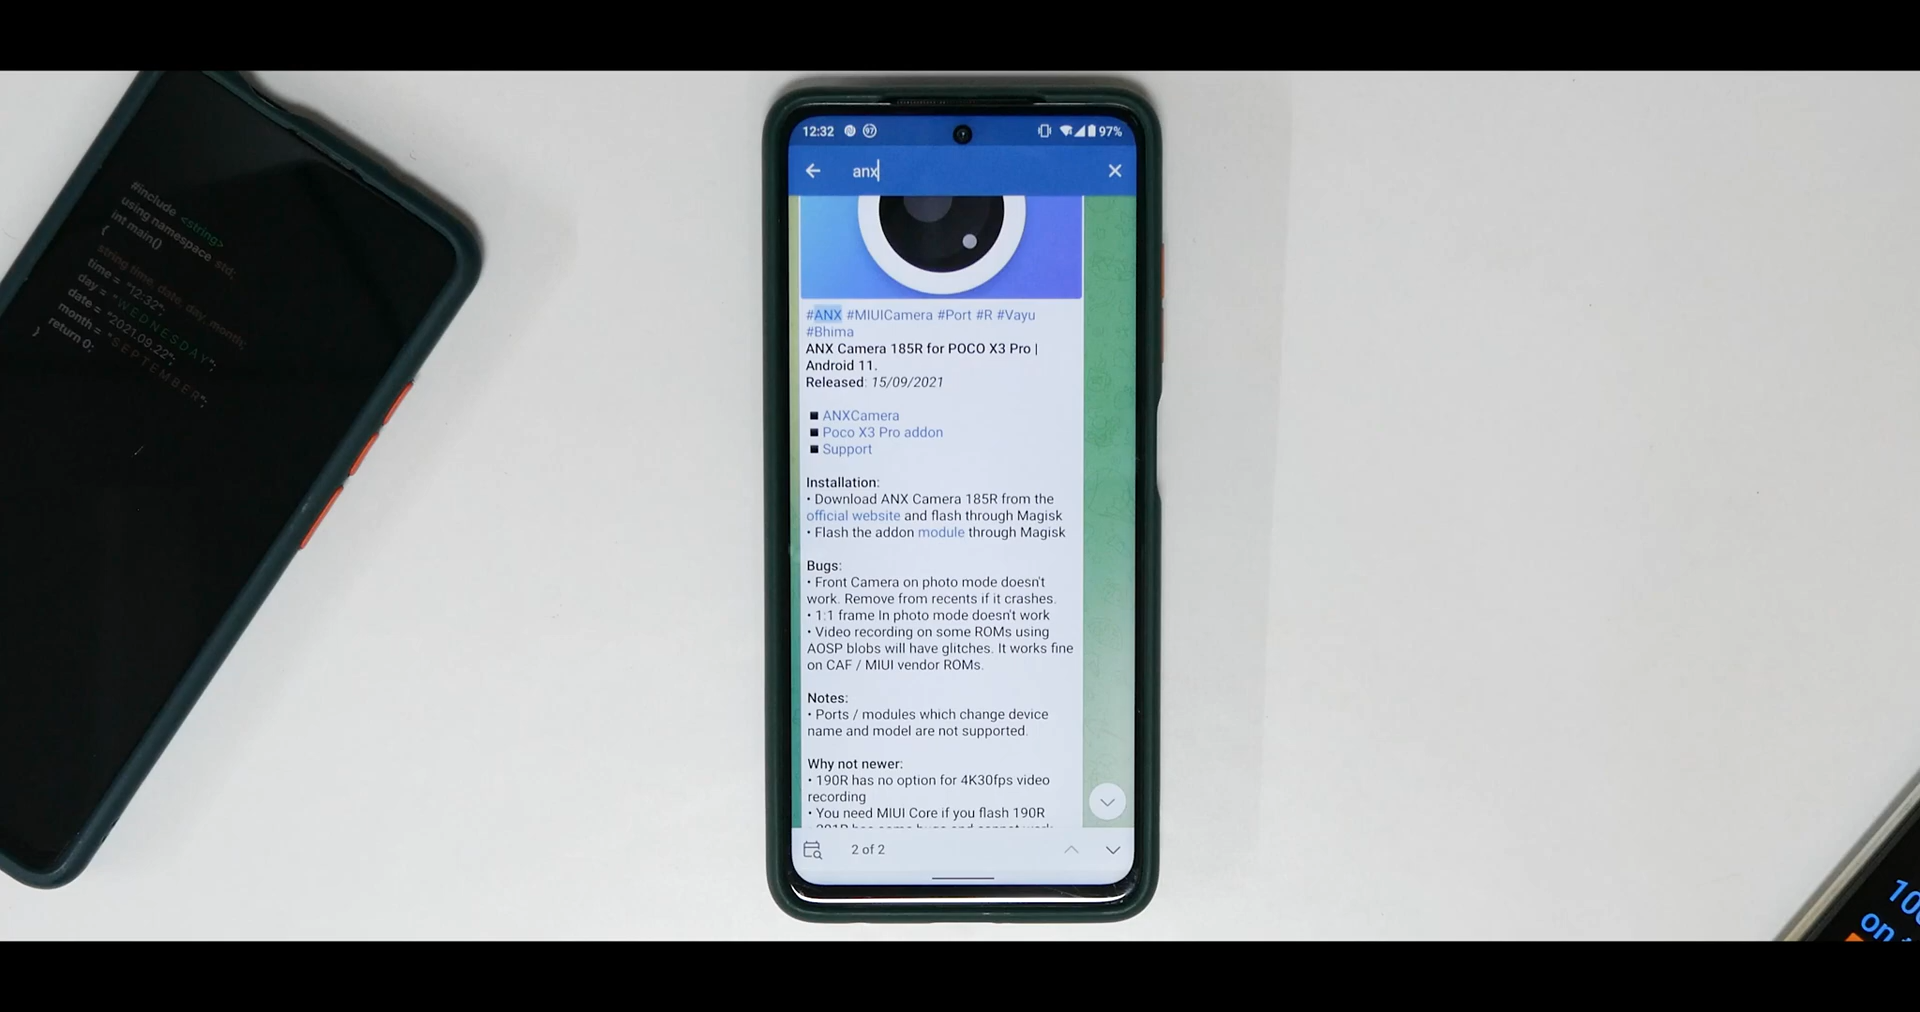 #include <string>
using namespace std;
int main()
{
string time, date, day, month;
time = "12:32";
day = "WEDNESDAY";
date = "2021.09.22";
month = "SEPTEMBER";
return 0;
}
12:32 97 97%
anx
#ANX #MIUICamera #Port #R #Vayu
#Bhima
ANX Camera 185R for POCO X3 Pro |
Android 11.
Released: 15/09/2021
■ ANXCamera
■ Poco X3 Pro addon
■ Support
Installation:
• Download ANX Camera 185R from the
official website and flash through Magisk
• Flash the addon module through Magisk
Bugs:
• Front Camera on photo mode doesn't
work. Remove from recents if it crashes.
• 1:1 frame In photo mode doesn't work
• Video recording on some ROMs using
AOSP blobs will have glitches. It works fine
on CAF / MIUI vendor ROMs.
Notes:
• Ports / modules which change device
name and model are not supported.
Why not newer:
• 190R has no option for 4K30fps video
recording
• You need MIUI Core if you flash 190R
2 of 2
on